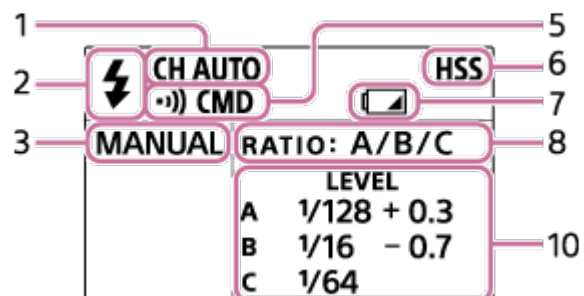 1
5
CH AUTO
HSS
6
2
•))) CMD
7
3
MANUAL
RATIO: A/B/C
8
LEVEL
A 1/128 + 0.3
B 1/16 − 0.7
10
C 1/64